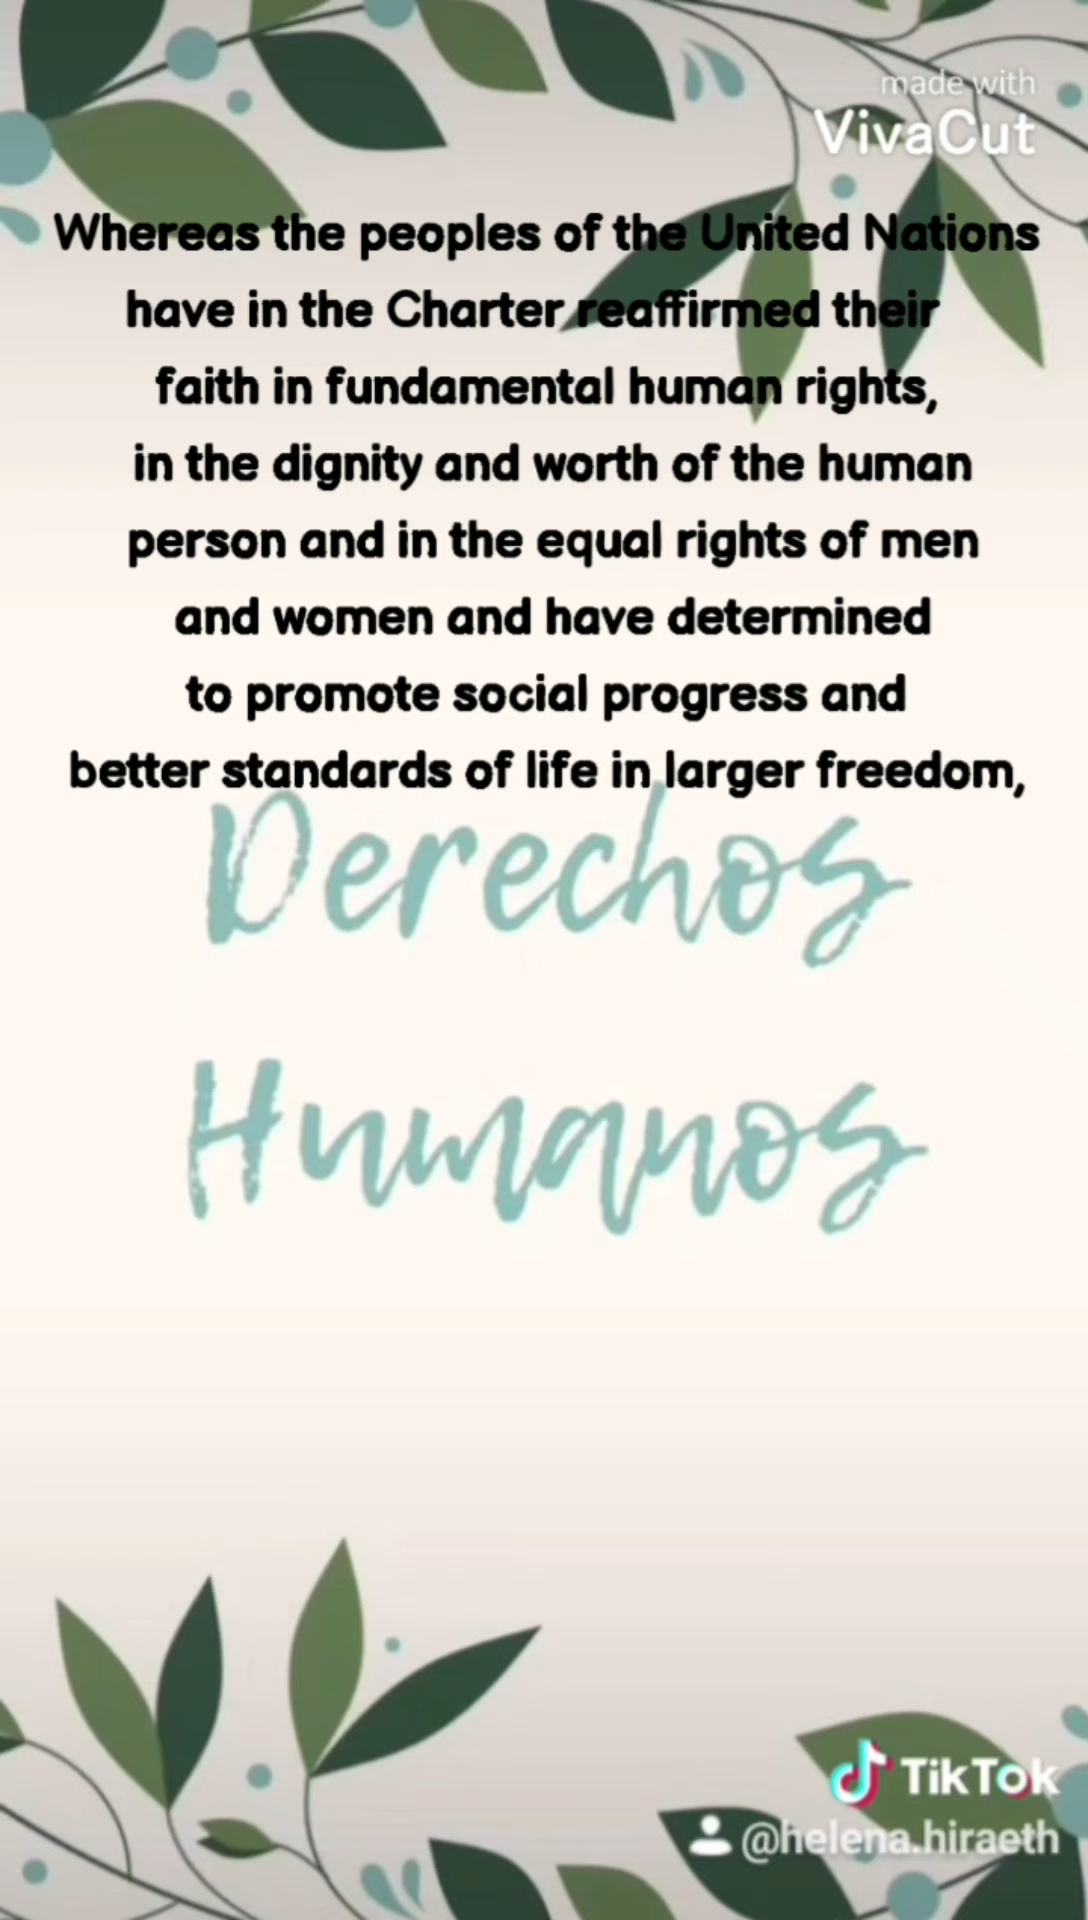 made with
VivaCut
Whereas the peoples of the United Nations
have in the Charter reaffirmed their
faith in fundamental human rights,
in the dignity and worth of the human
person and in the equal rights of men
and women and have determined
to promote social progress and
better standards of life in larger freedom,
Derechos
Humanos
TikTok
@helena.hiraeth